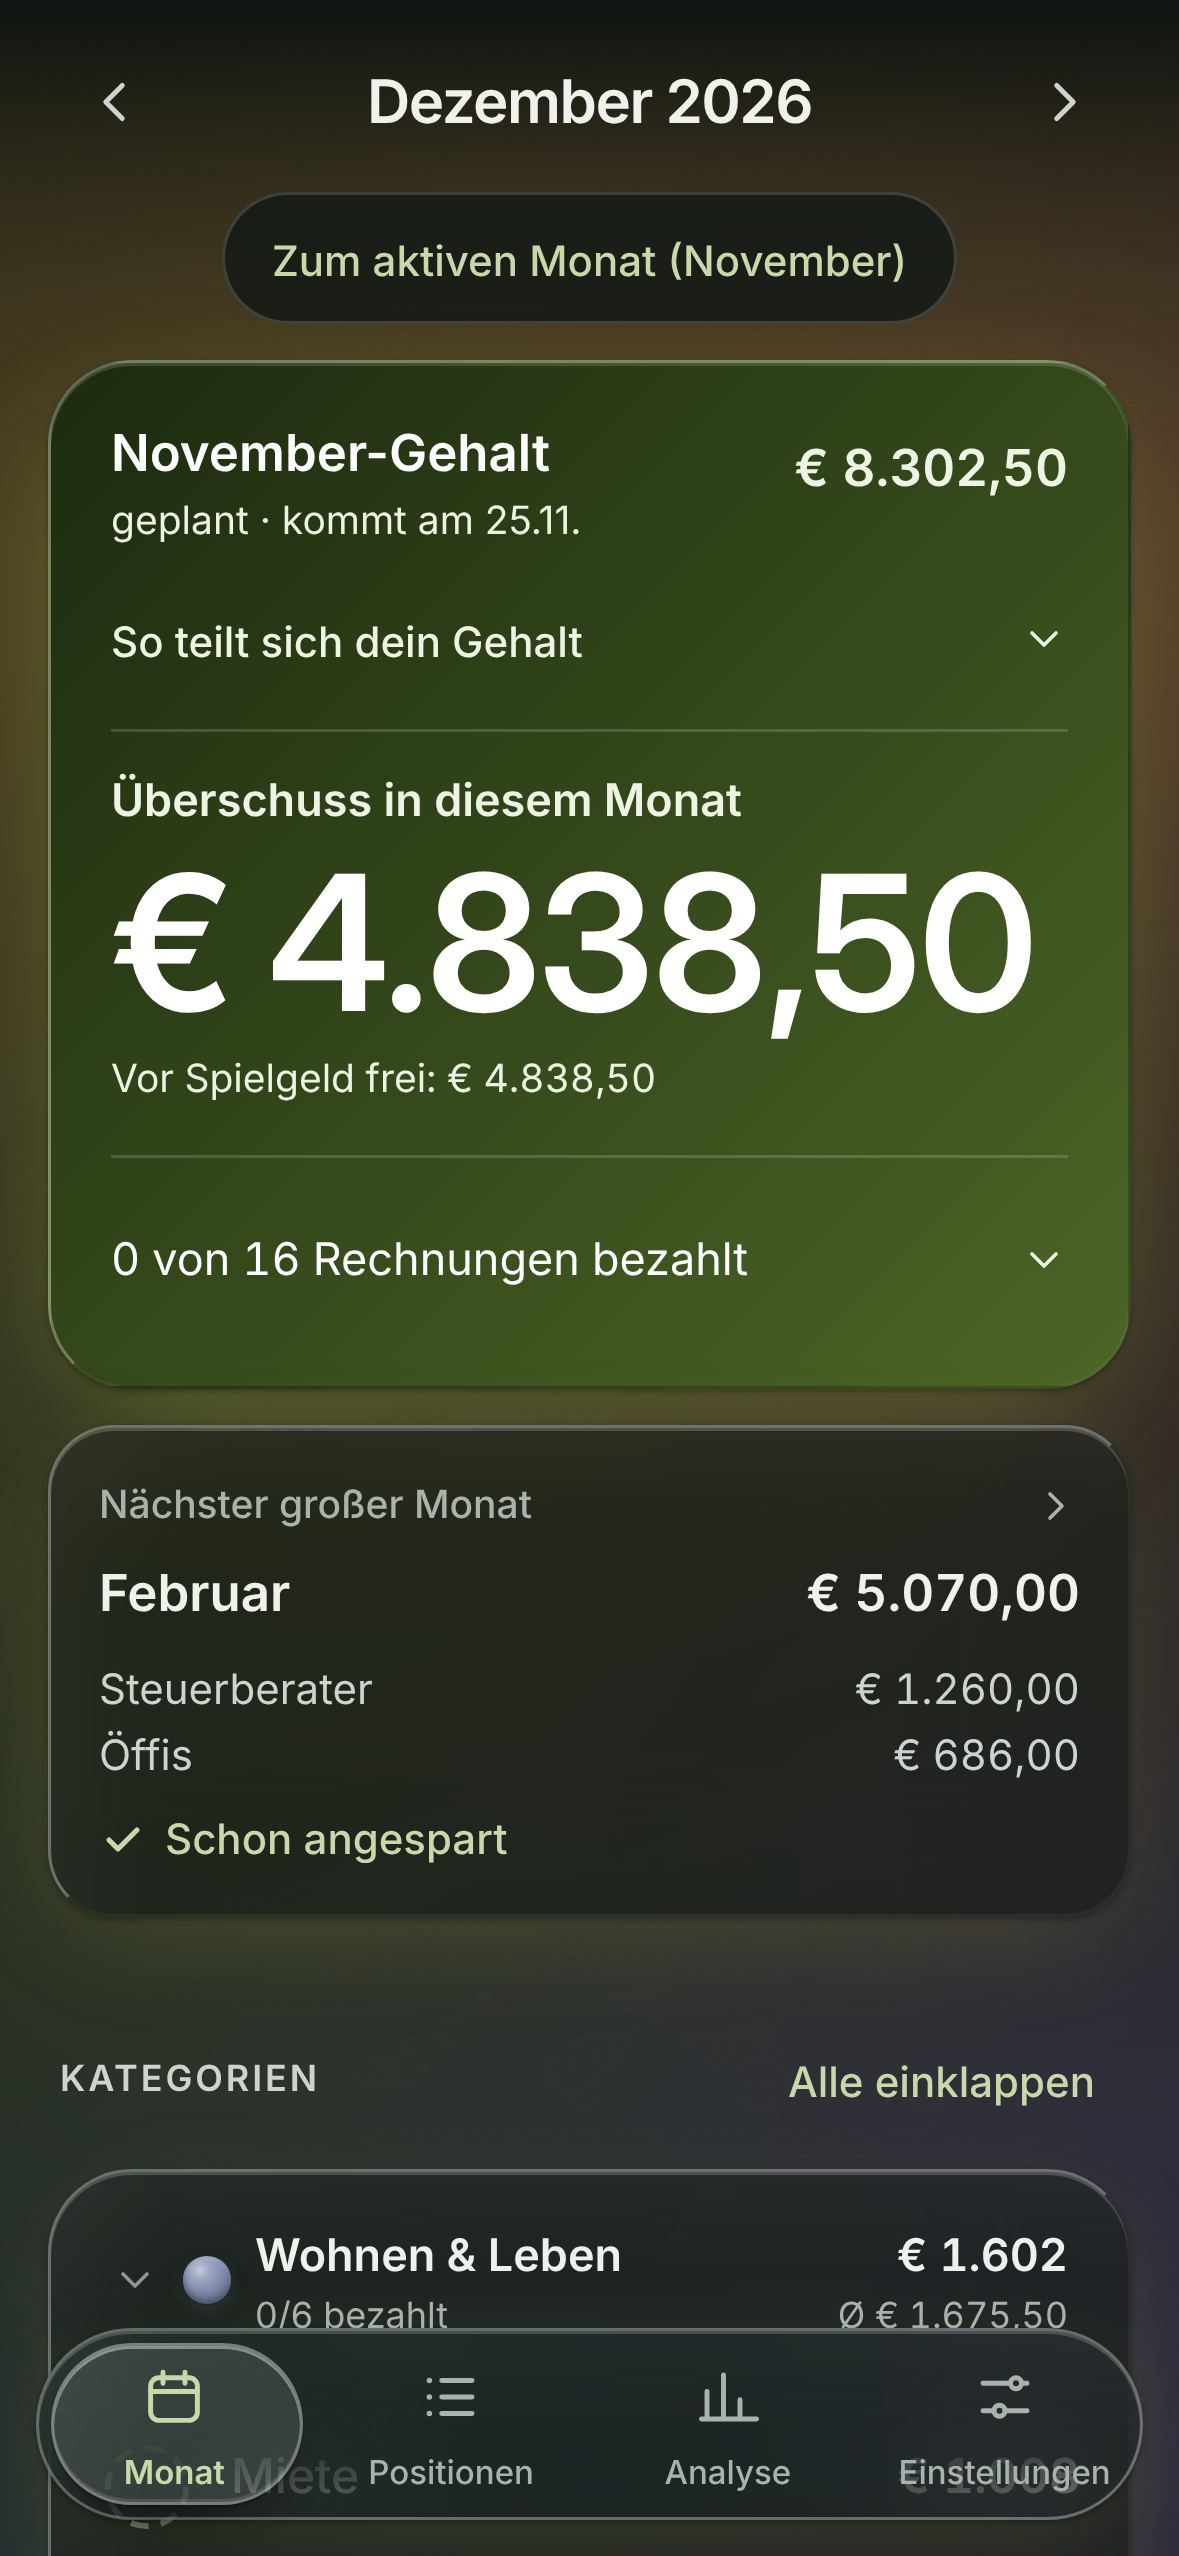 Dezember 2026
Zum aktiven Monat (November)
November-Gehalt
€ 8.302,50
geplant · kommt am 25.11.
So teilt sich dein Gehalt
Überschuss in diesem Monat
€ 4.838,50
Vor Spielgeld frei: € 4.838,50
0 von 16 Rechnungen bezahlt
Nächster großer Monat
Februar € 5.070,00
Steuerberater € 1.260,00
Öffis € 686,00
Schon angespart
KATEGORIEN Alle einklappen
Wohnen & Leben € 1.602
0/6 bezahlt Ø € 1.675,50
Miete
Monat Positionen Analyse Einstellungen